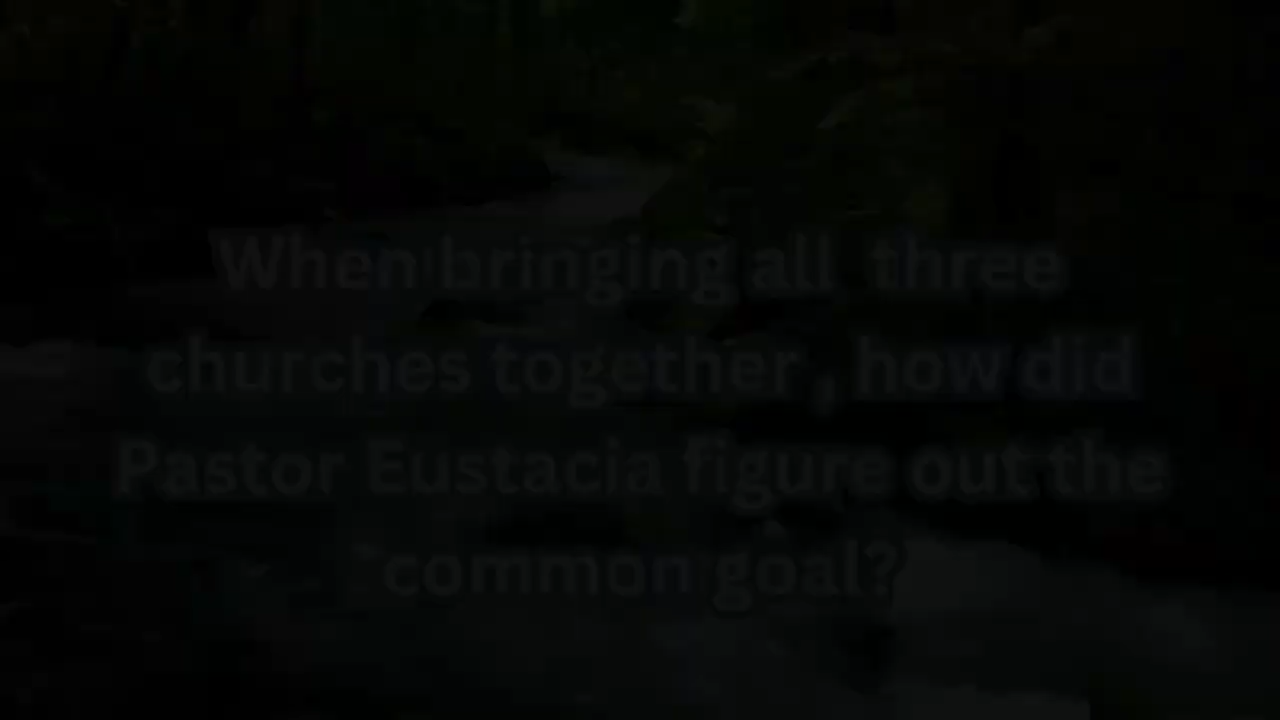 When bringing all three
churches together , how did
Pastor Eustacia figure out the
common goal?